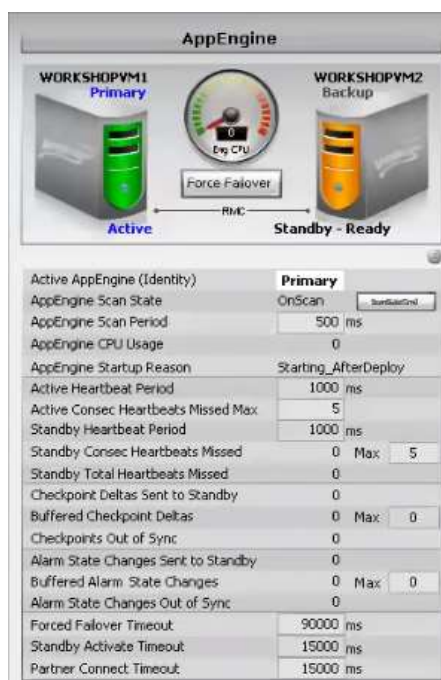 AppEngine
WORKSHOPVM1
Primary
WORKSHOPVM2
Backup
0
Eng CPU
Force Failover
RMC
Active
Standby - Ready
Active AppEngine (Identity) Primary
AppEngine Scan State OnScan
AppEngine Scan Period 500 ms
AppEngine CPU Usage 0
AppEngine Startup Reason Starting_AfterDeploy
Active Heartbeat Period 1000 ms
Active Consec Heartbeats Missed Max 5
Standby Heartbeat Period 1000 ms
Standby Consec Heartbeats Missed 0 Max 5
Standby Total Heartbeats Missed 0
Checkpoint Deltas Sent to Standby 0
Buffered Checkpoint Deltas 0 Max 0
Checkpoints Out of Sync 0
Alarm State Changes Sent to Standby 0
Buffered Alarm State Changes 0 Max 0
Alarm State Changes Out of Sync 0
Forced Failover Timeout 90000 ms
Standby Activate Timeout 15000 ms
Partner Connect Timeout 15000 ms